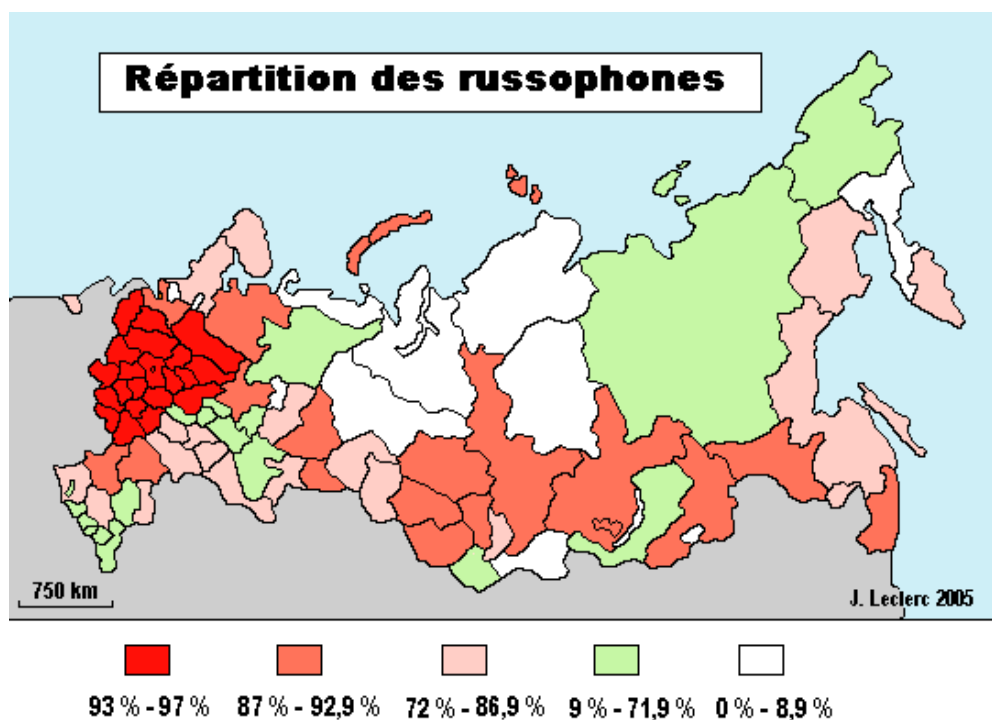 Répartition des russophones
750 km
J. Leclerc 2005
93 % - 97 % 87 % - 92,9 % 72 % - 86,9 % 9 % - 71,9 % 0 % - 8,9 %